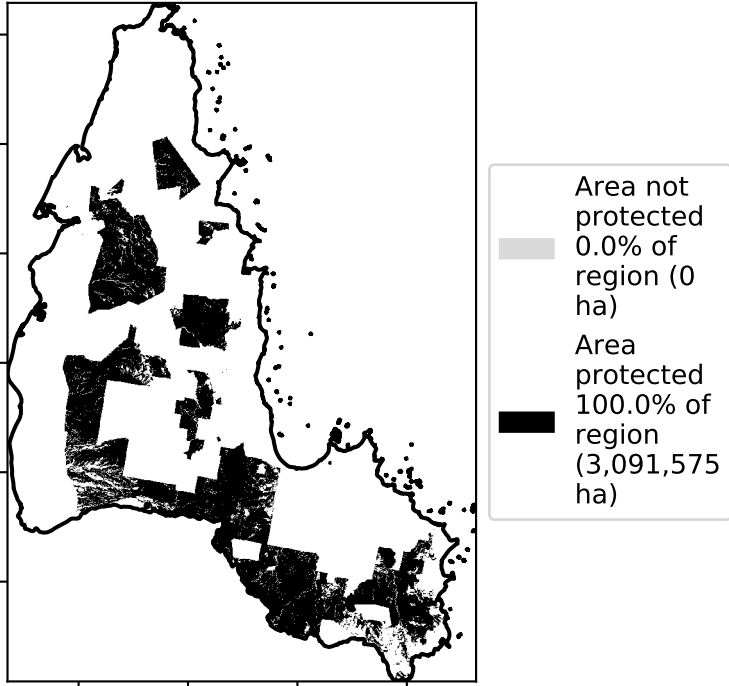 Area not
protected
0.0% of
region (0
ha)
Area
protected
100.0% of
region
(3,091,575
ha)